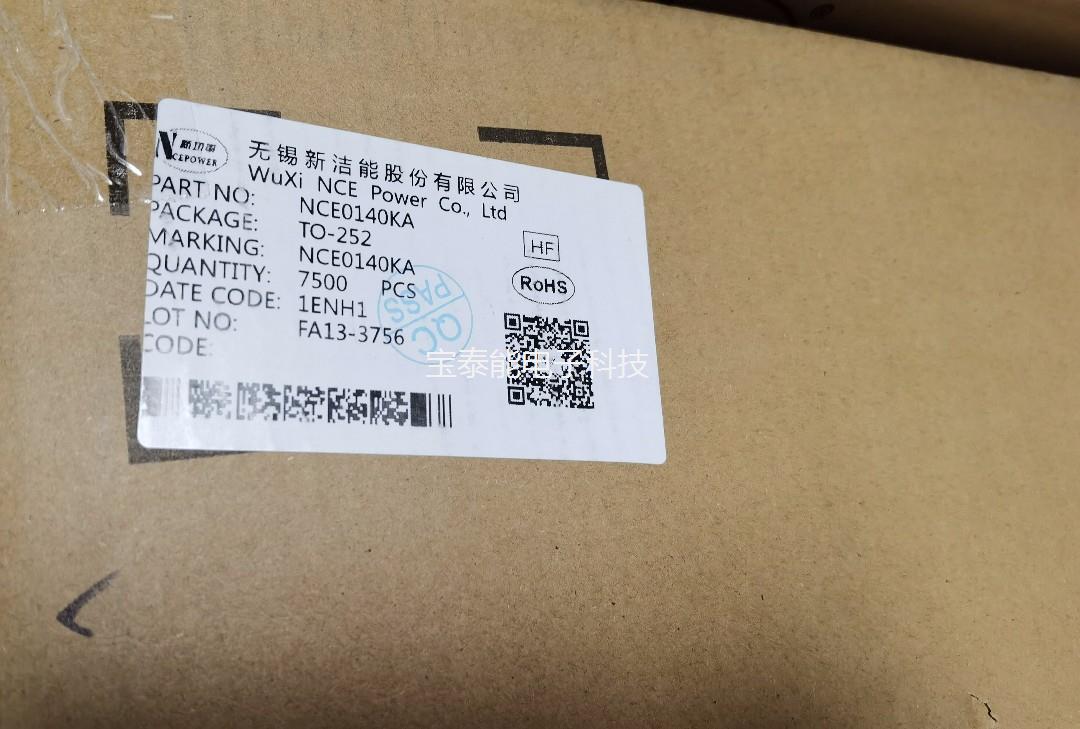 新功率
NCEPOWER
无锡新洁能股份有限公司
WuXi NCE Power Co., Ltd
PART NO: NCE0140KA
PACKAGE: TO-252
MARKING: NCE0140KA
QUANTITY: 7500 PCS
DATE CODE: 1ENH1
LOT NO: FA13-3756
CODE:
HF
RoHS
QC
PASS
宝泰能电子科技